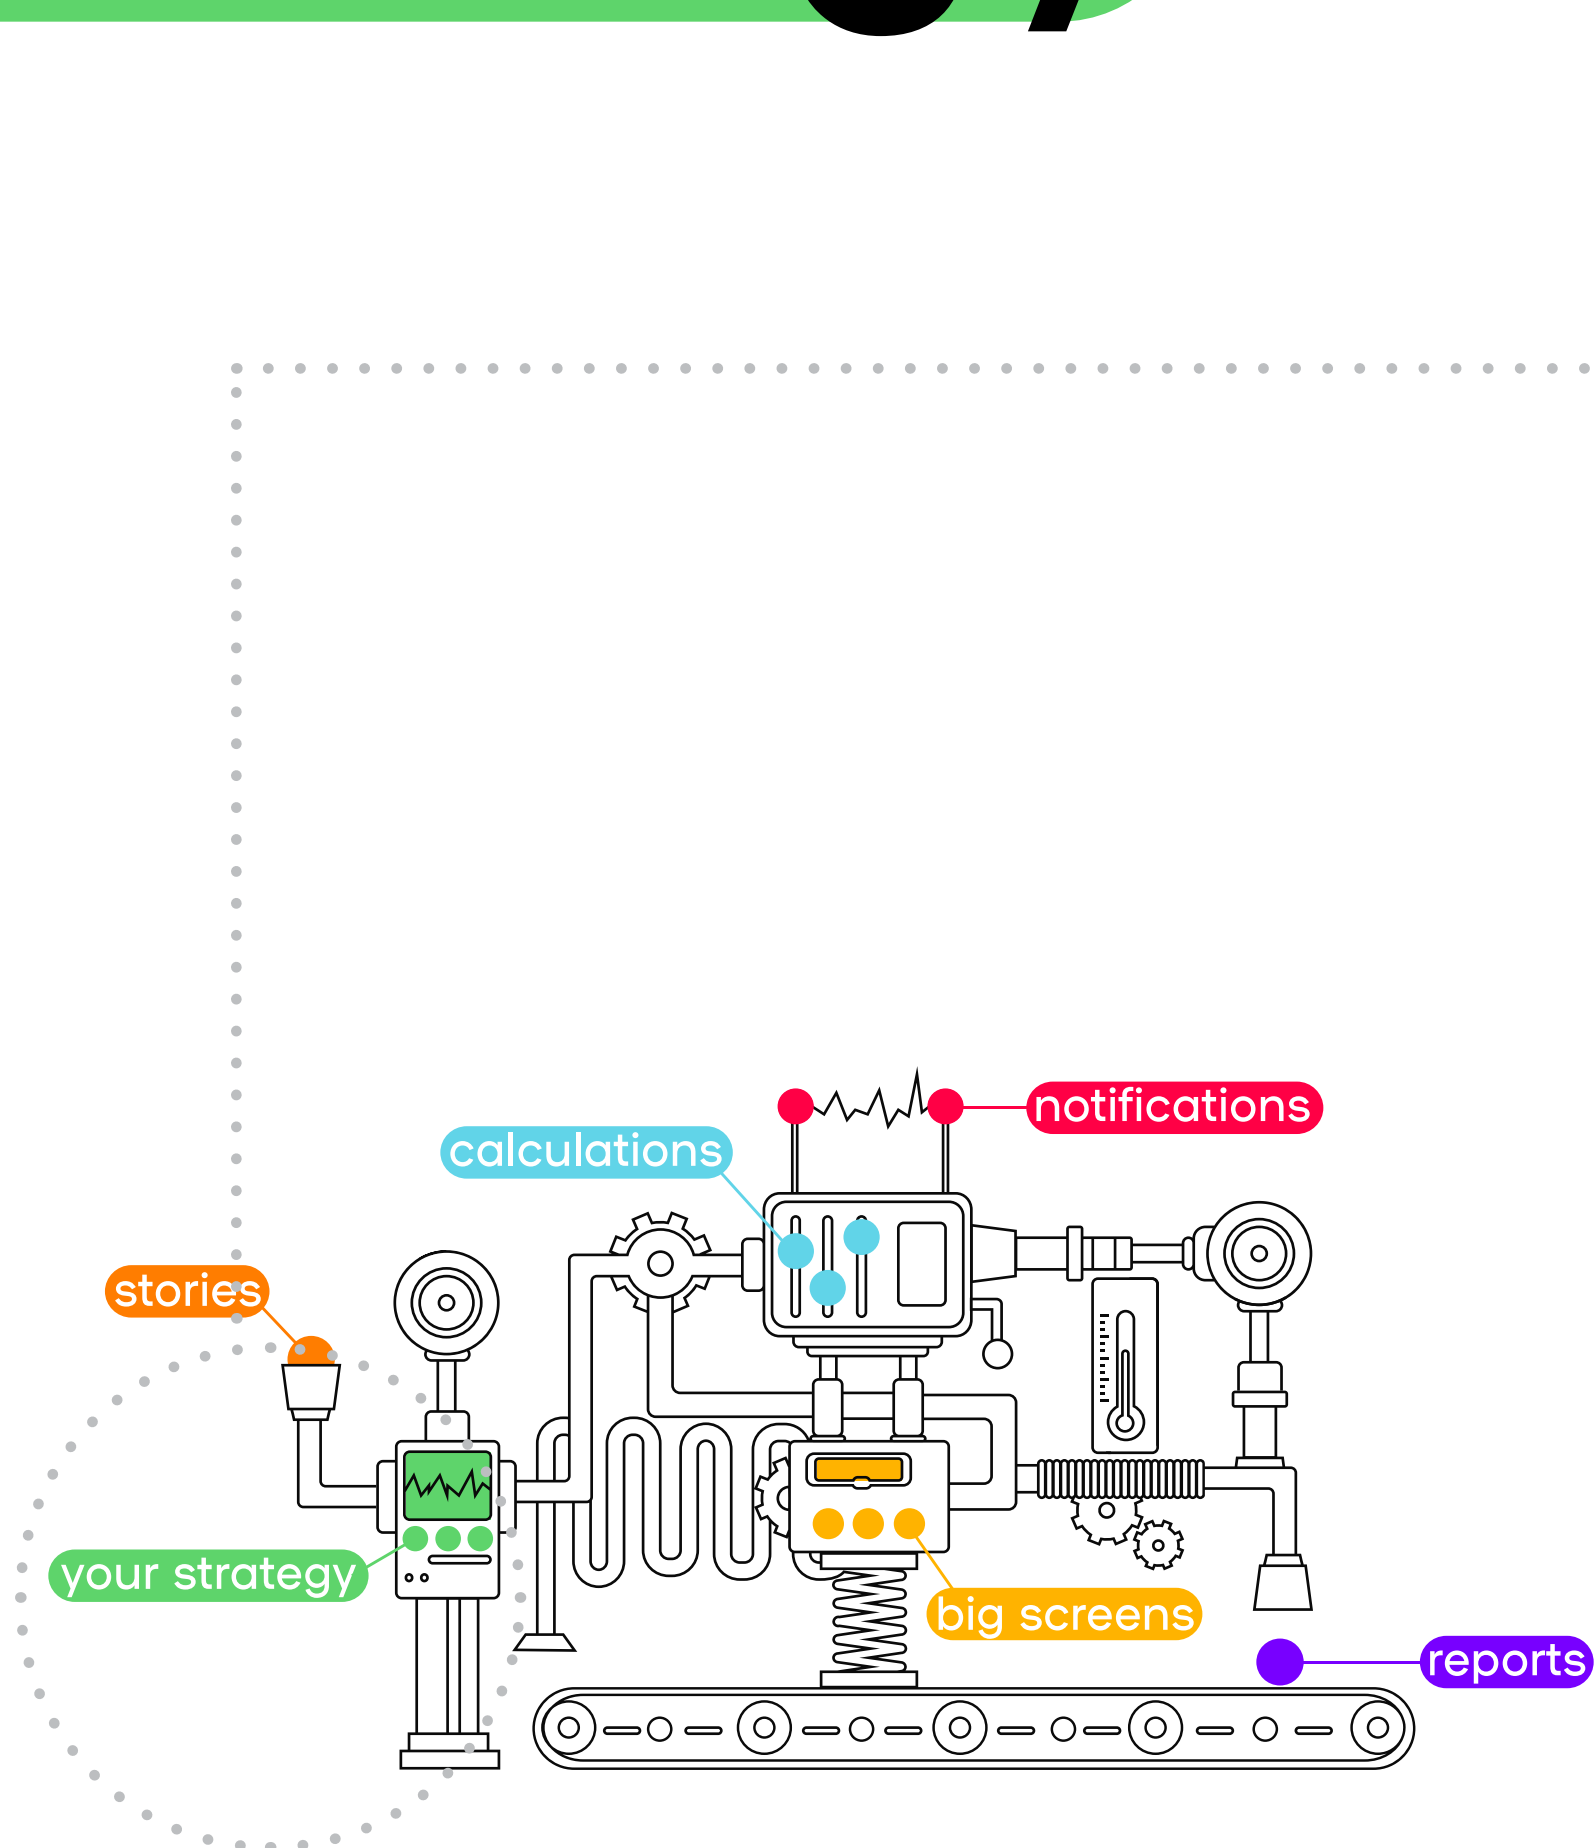 notifications
calculations
stories
your strategy
big screens
reports